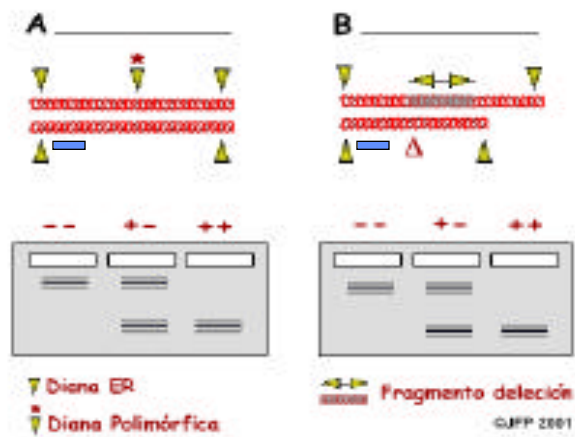 A
B
*
Δ
-- +- ++
-- +- ++
Diana ER
*
Diana Polimórfica
Fragmento deleción
©JFP 2001